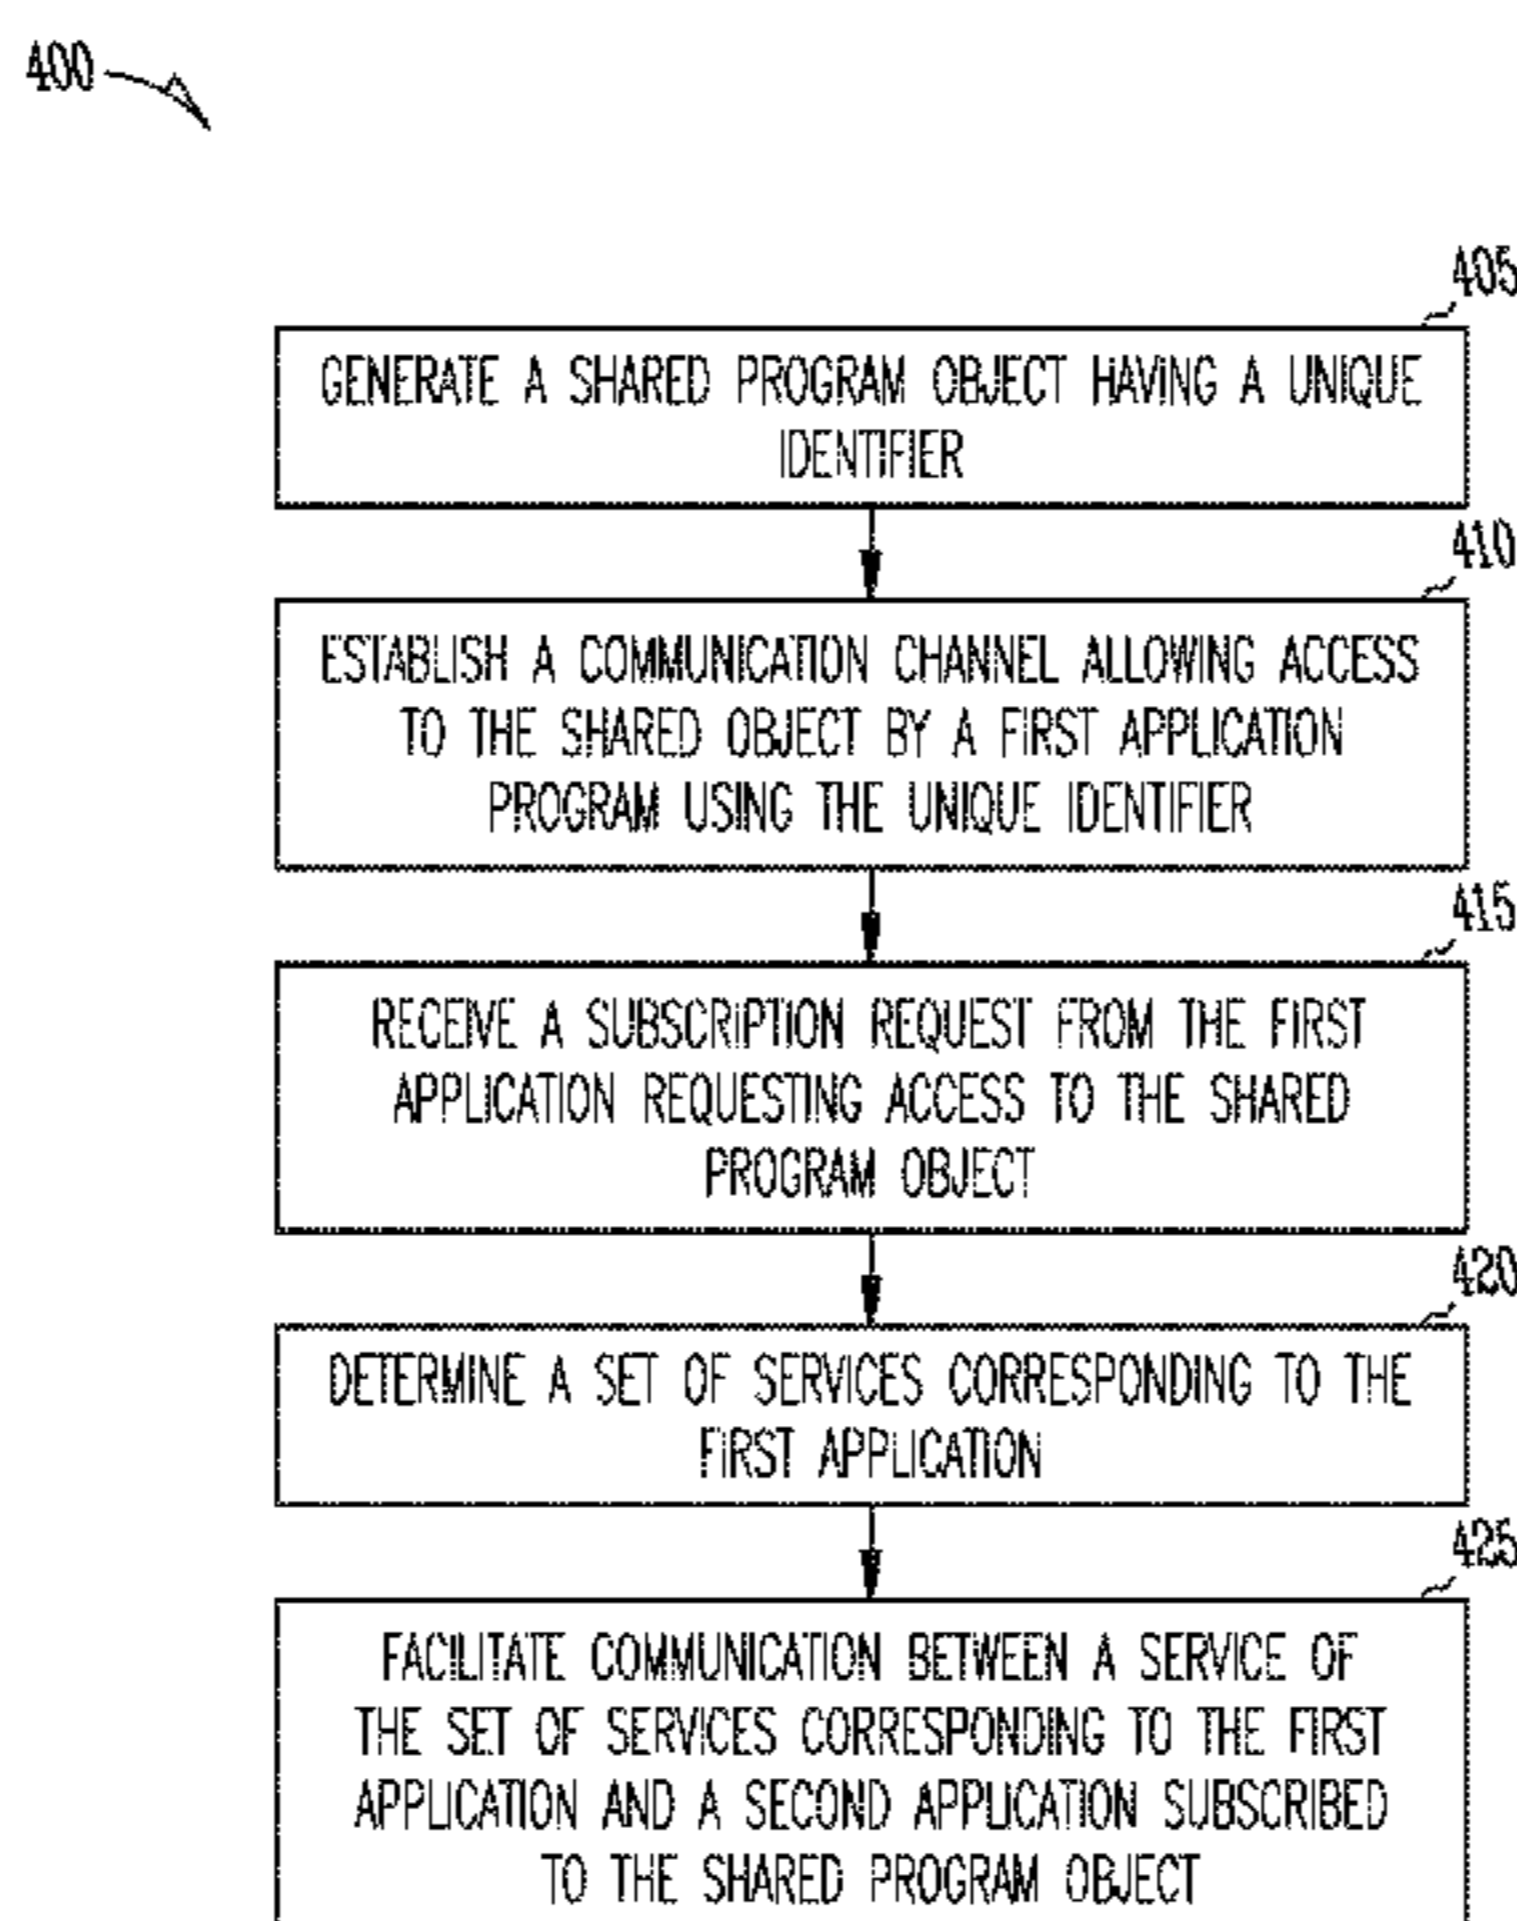 400
405
GENERATE A SHARED PROGRAM OBJECT HAVING A UNIQUE
IDENTIFIER
410
ESTABLISH A COMMUNICATION CHANNEL ALLOWING ACCESS
TO THE SHARED OBJECT BY A FIRST APPLICATION
PROGRAM USING THE UNIQUE IDENTIFIER
415
RECEIVE A SUBSCRIPTION REQUEST FROM THE FIRST
APPLICATION REQUESTING ACCESS TO THE SHARED
PROGRAM OBJECT
420
DETERMINE A SET OF SERVICES CORRESPONDING TO THE
FIRST APPLICATION
425
FACILITATE COMMUNICATION BETWEEN A SERVICE OF
THE SET OF SERVICES CORRESPONDING TO THE FIRST
APPLICATION AND A SECOND APPLICATION SUBSCRIBED
TO THE SHARED PROGRAM OBJECT